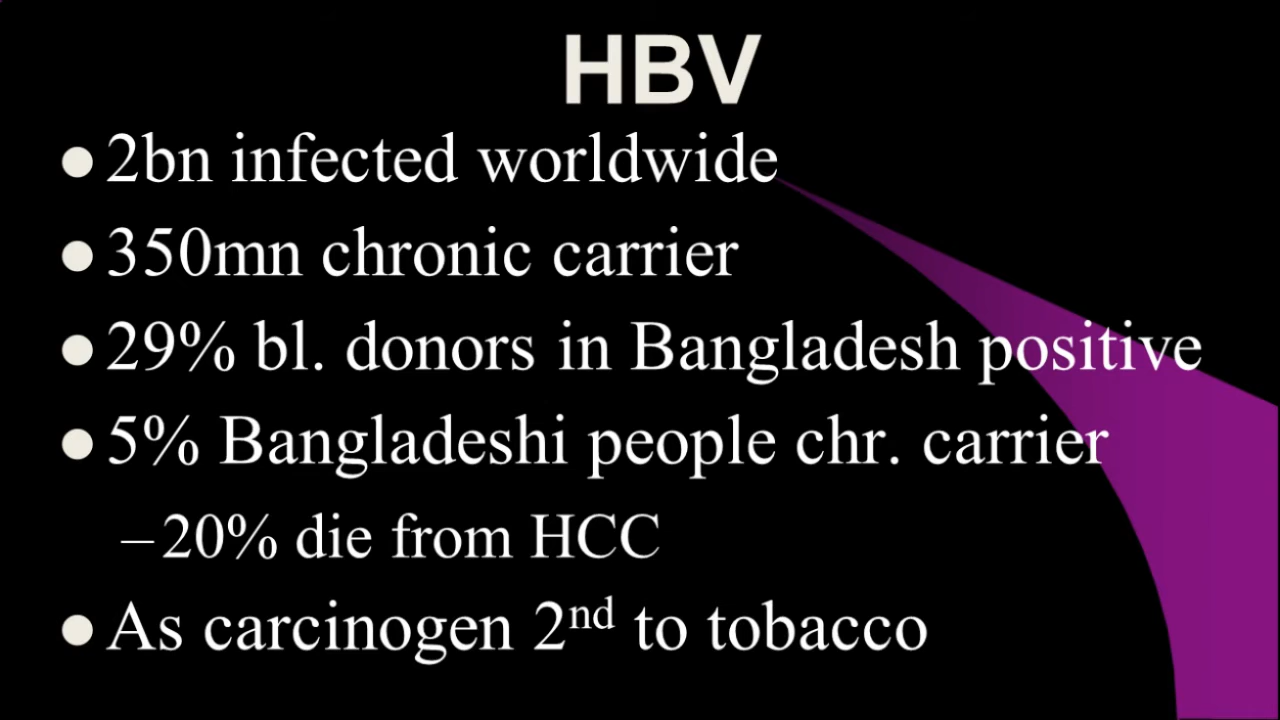 HBV
● 2bn infected worldwide
● 350mn chronic carrier
● 29% bl. donors in Bangladesh positive
● 5% Bangladeshi people chr. carrier
–20% die from HCC
● As carcinogen 2nd to tobacco